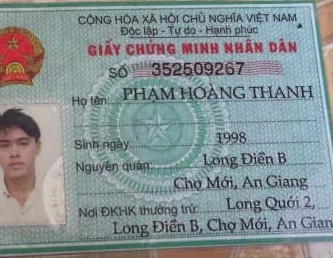 CỘNG HÒA XÃ HỘI CHỦ NGHĨA VIỆT NAM
Độc lập - Tự do - Hạnh phúc
GIẤY CHỨNG MINH NHÂN DÂN
SỐ 352509267
Họ tên: PHẠM HOÀNG THANH
Sinh ngày: 1998
Nguyên quán: Long Điền B
Chợ Mới, An Giang
Nơi ĐKHK thường trú: Long Quới 2,
Long Điền B, Chợ Mới, An Giang